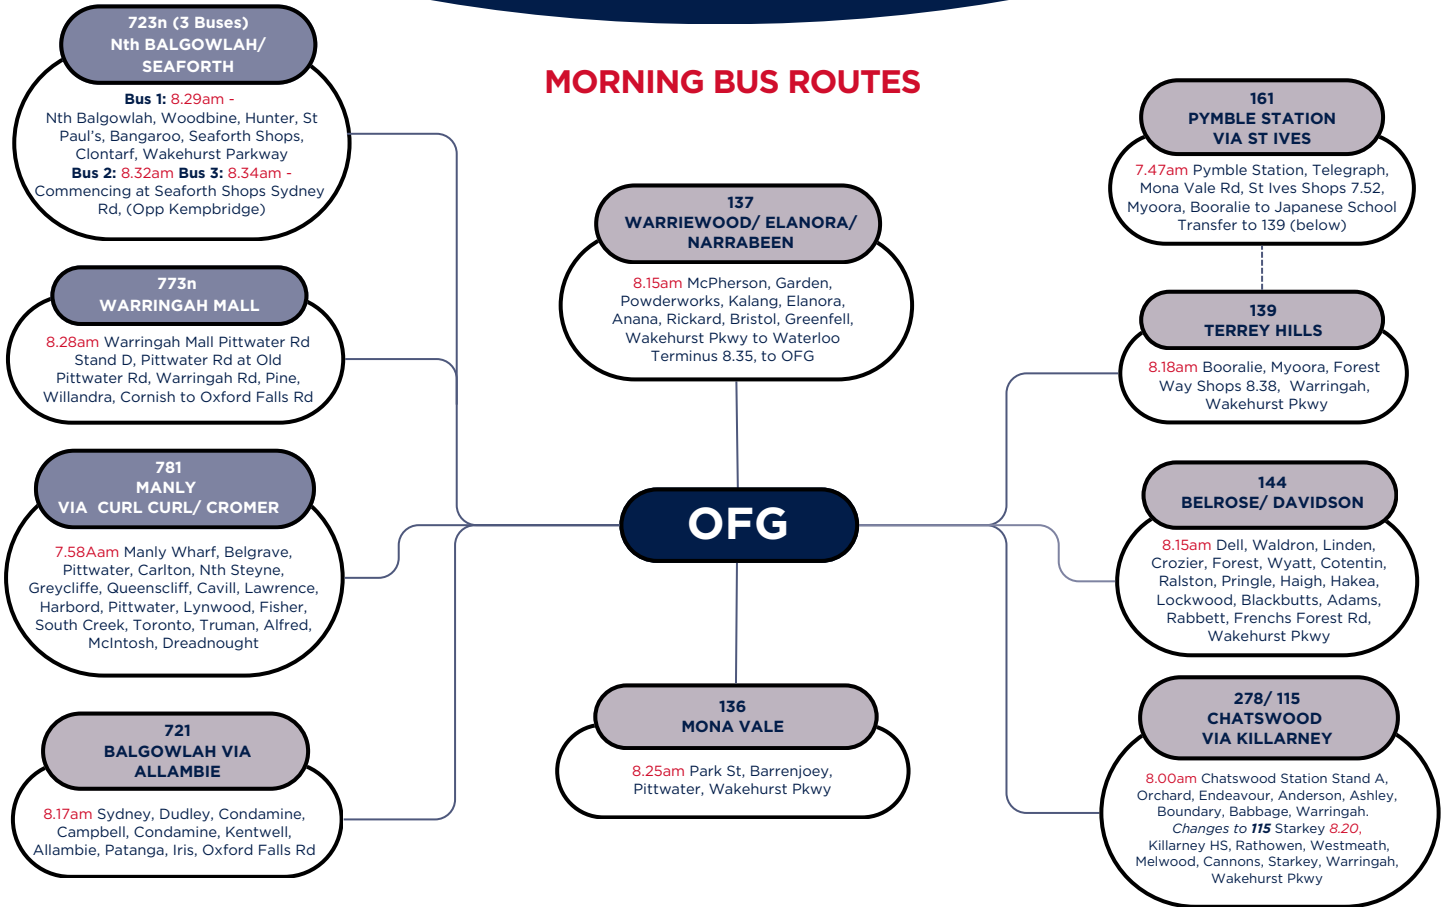 MORNING BUS ROUTES
723n (3 Buses)
Nth BALGOWLAH/
SEAFORTH
Bus 1: 8.29am -
Nth Balgowlah, Woodbine, Hunter, St
Paul's, Bangaroo, Seaforth Shops,
Clontarf, Wakehurst Parkway
Bus 2: 8.32am Bus 3: 8.34am -
Commencing at Seaforth Shops Sydney
Rd, (Opp Kempbridge)
773n
WARRINGAH MALL
8.28am Warringah Mall Pittwater Rd
Stand D, Pittwater Rd at Old
Pittwater Rd, Warringah Rd, Pine,
Willandra, Cornish to Oxford Falls Rd
781
MANLY
VIA CURL CURL/ CROMER
7.58Aam Manly Wharf, Belgrave,
Pittwater, Carlton, Nth Steyne,
Greycliffe, Queenscliff, Cavill, Lawrence,
Harbord, Pittwater, Lynwood, Fisher,
South Creek, Toronto, Truman, Alfred,
McIntosh, Dreadnought
721
BALGOWLAH VIA
ALLAMBIE
8.17am Sydney, Dudley, Condamine,
Campbell, Condamine, Kentwell,
Allambie, Patanga, Iris, Oxford Falls Rd
137
WARRIEWOOD/ ELANORA/
NARRABEEN
8.15am McPherson, Garden,
Powderworks, Kalang, Elanora,
Anana, Rickard, Bristol, Greenfell,
Wakehurst Pkwy to Waterloo
Terminus 8.35, to OFG
OFG
136
MONA VALE
8.25am Park St, Barrenjoey,
Pittwater, Wakehurst Pkwy
161
PYMBLE STATION
VIA ST IVES
7.47am Pymble Station, Telegraph,
Mona Vale Rd, St Ives Shops 7.52,
Myoora, Booralie to Japanese School
Transfer to 139 (below)
139
TERREY HILLS
8.18am Booralie, Myoora, Forest
Way Shops 8.38, Warringah,
Wakehurst Pkwy
144
BELROSE/ DAVIDSON
8.15am Dell, Waldron, Linden,
Crozier, Forest, Wyatt, Cotentin,
Ralston, Pringle, Haigh, Hakea,
Lockwood, Blackbutts, Adams,
Rabbett, Frenchs Forest Rd,
Wakehurst Pkwy
278/ 115
CHATSWOOD
VIA KILLARNEY
8.00am Chatswood Station Stand A,
Orchard, Endeavour, Anderson, Ashley,
Boundary, Babbage, Warringah.
Changes to 115 Starkey 8.20,
Killarney HS, Rathowen, Westmeath,
Melwood, Cannons, Starkey, Warringah,
Wakehurst Pkwy